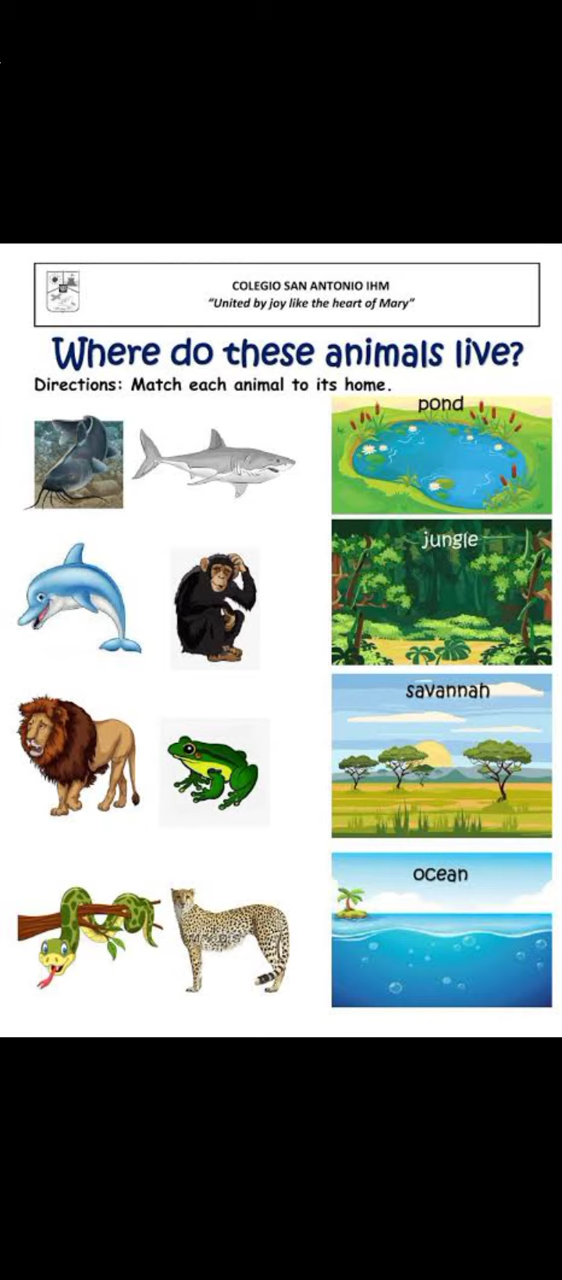 COLEGIO SAN ANTONIO IHM
“United by joy like the heart of Mary”
Where do these animals live?
Directions: Match each animal to its home.
pond
jungle
savannah
ocean